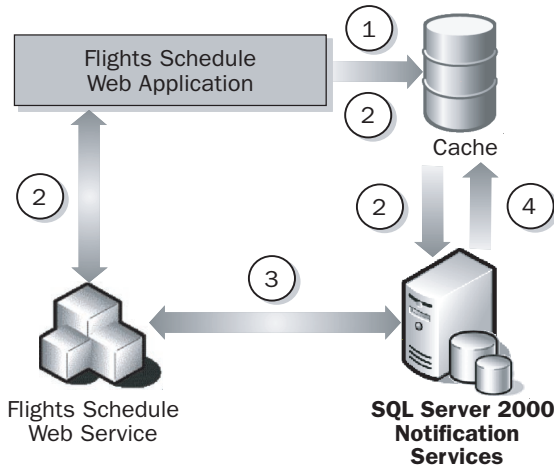 Flights Schedule
Web Application
1
2
Cache
2
2
4
3
Flights Schedule
Web Service
SQL Server 2000
Notification
Services